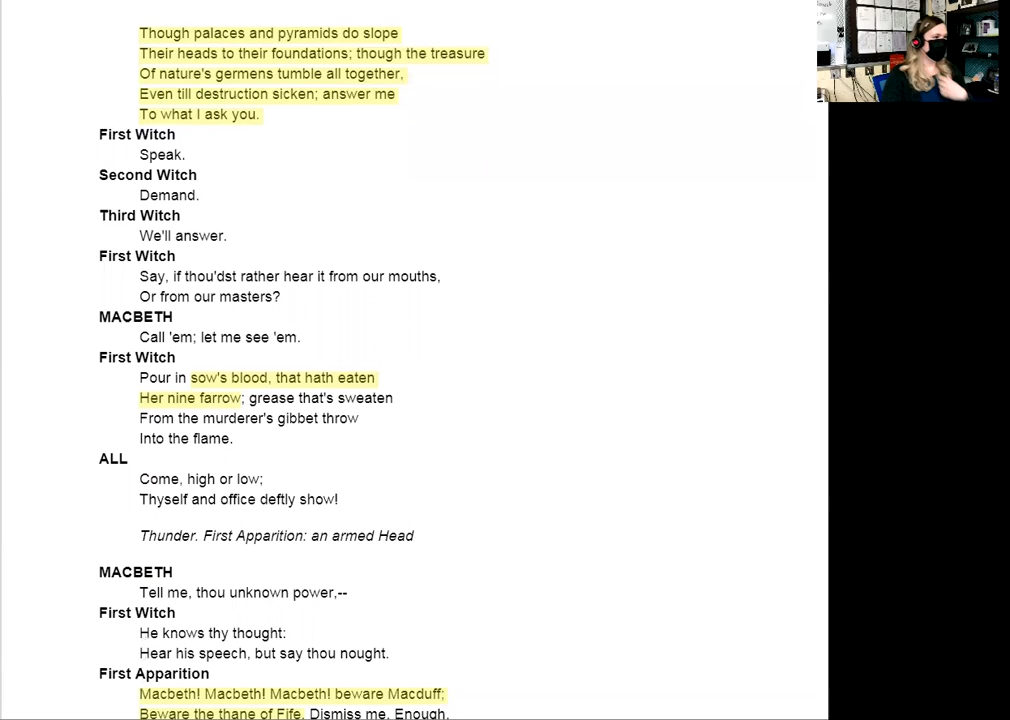 Though palaces and pyramids do slope
Their heads to their foundations; though the treasure
Of nature's germens tumble all together,
Even till destruction sicken; answer me
To what I ask you.
First Witch
Speak.
Second Witch
Demand.
Third Witch
We'll answer.
First Witch
Say, if thou'dst rather hear it from our mouths,
Or from our masters?
MACBETH
Call 'em; let me see 'em.
First Witch
Pour in sow's blood, that hath eaten
Her nine farrow; grease that's sweaten
From the murderer's gibbet throw
Into the flame.
ALL
Come, high or low;
Thyself and office deftly show!
Thunder. First Apparition: an armed Head
MACBETH
Tell me, thou unknown power,--
First Witch
He knows thy thought:
Hear his speech, but say thou nought.
First Apparition
Macbeth! Macbeth! Macbeth! beware Macduff;
Beware the thane of Fife. Dismiss me. Enough.